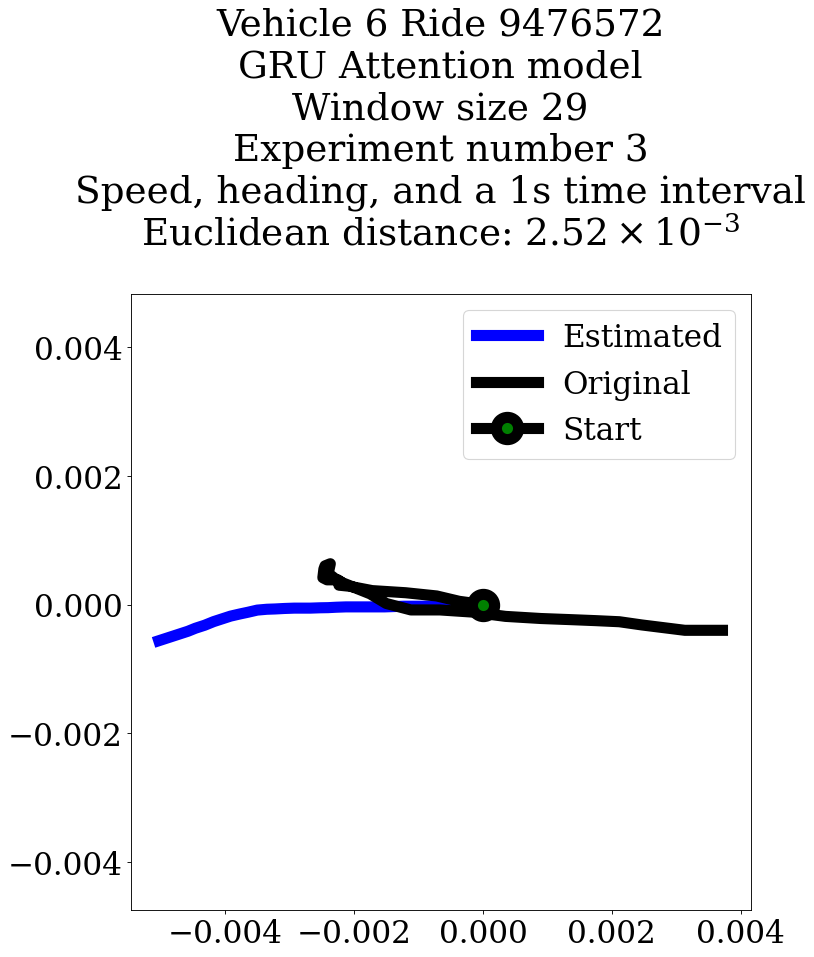 Vehicle 6 Ride 9476572
GRU Attention model
Window size 29
Experiment number 3
Speed, heading, and a 1s time interval
Euclidean distance: 2.52 × 10⁻³
Estimated
Original
Start
0.004
0.002
0.000
−0.002
−0.004
−0.004 −0.002 0.000 0.002 0.004